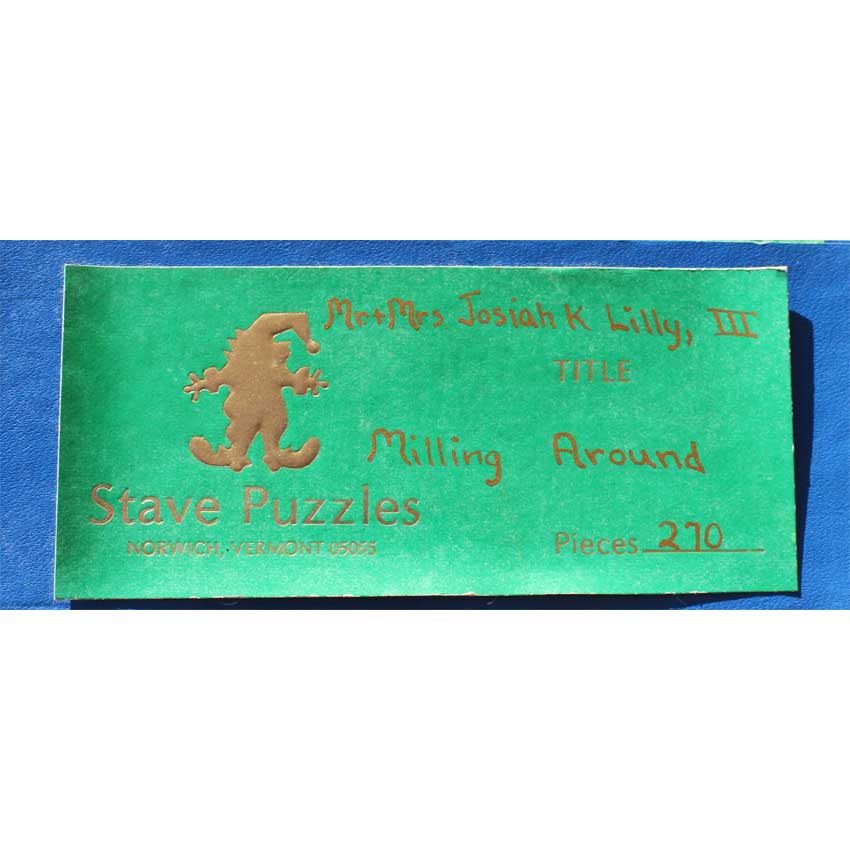 Mr+Mrs Josiah K Lilly, III
TITLE
Milling Around
Stave Puzzles
NORWICH, VERMONT 05055
Pieces 270